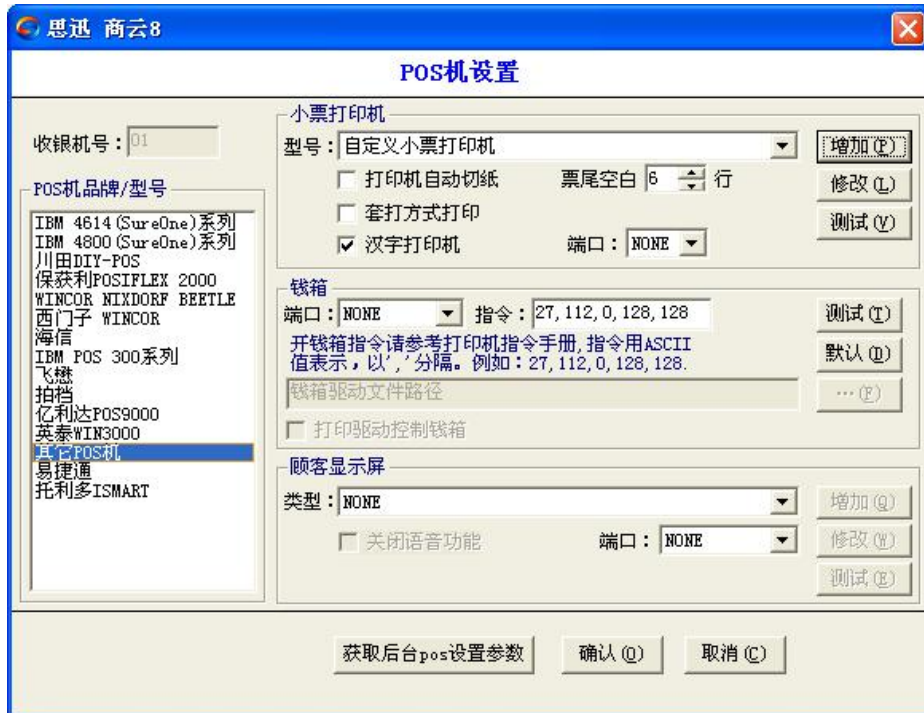 思迅 商云8
POS机设置
收银机号：01
POS机品牌/型号
IBM 4614(SureOne)系列
IBM 4800(SureOne)系列
川田DIY-POS
保获利POSIFLEX 2000
WINCOR NIXDORF BEETLE
西门子 WINCOR
海信
IBM POS 300系列
飞懋
拍档
亿利达POS9000
英泰WIN3000
其它POS机
易捷通
托利多ISMART
小票打印机
型号：自定义小票打印机
增加(P)
打印机自动切纸 票尾空白 6 行
修改(L)
套打方式打印
测试(V)
汉字打印机 端口：NONE
钱箱
端口：NONE 指令：27,112,0,128,128
测试(T)
开钱箱指令请参考打印机指令手册,指令用ASCII
值表示，以','分隔。例如：27,112,0,128,128.
默认(D)
钱箱驱动文件路径
…(F)
打印驱动控制钱箱
顾客显示屏
类型：NONE
增加(Q)
关闭语音功能 端口：NONE
修改(W)
测试(E)
获取后台pos设置参数 确认(O) 取消(C)